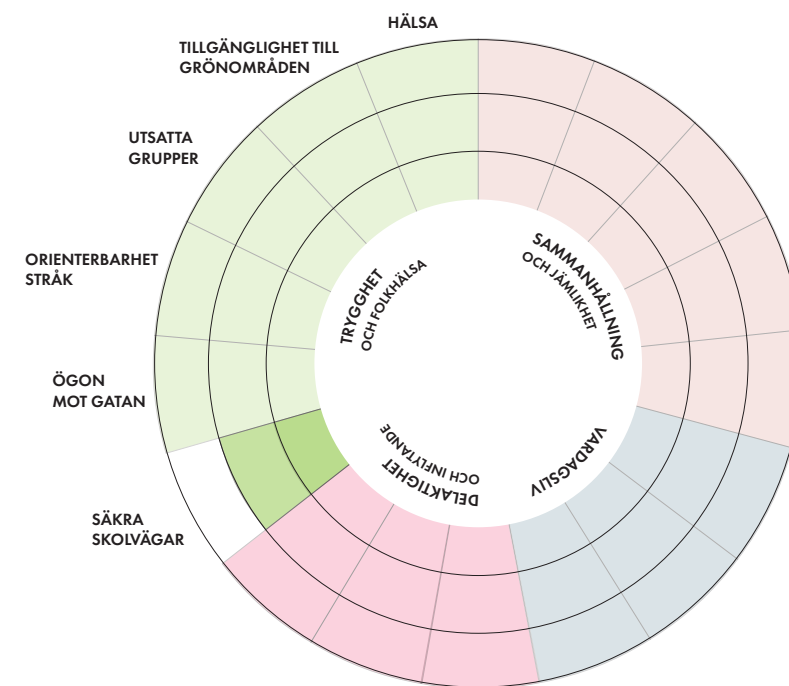 HÄLSA
TILLGÄNGLIGHET TILL
GRÖNOMRÅDEN
UTSATTA
GRUPPER
ORIENTERBARHET
STRÅK
ÖGON
MOT GATAN
SÄKRA
SKOLVÄGAR
TRYGGHET
OCH FOLKHÄLSA
SAMMANHÅLLNING
OCH JÄMLIKHET
DELAKTIGHET
OCH INFLYTANDE
VARDAGSLIV